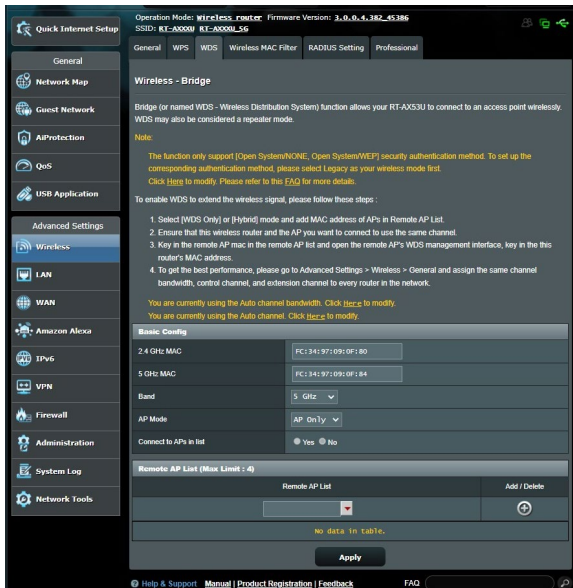 Operation Mode: Wireless router Firmware Version: 3.0.0.4.382_45386
SSID: RT-AXXXU RT-AXXXU_5G
Quick Internet Setup
General
Network Map
Guest Network
AiProtection
QoS
USB Application
Advanced Settings
Wireless
LAN
WAN
Amazon Alexa
IPv6
VPN
Firewall
Administration
System Log
Network Tools
General WPS WDS Wireless MAC Filter RADIUS Setting Professional
Wireless - Bridge
Bridge (or named WDS - Wireless Distribution System) function allows your RT-AX53U to connect to an access point wirelessly.
WDS may also be considered a repeater mode.
Note:
The function only support [Open System/NONE, Open System/WEP] security authentication method. To set up the
corresponding authentication method, please select Legacy as your wireless mode first.
Click Here to modify. Please refer to this FAQ for more details.
To enable WDS to extend the wireless signal, please follow these steps :
1. Select [WDS Only] or [Hybrid] mode and add MAC address of APs in Remote AP List.
2. Ensure that this wireless router and the AP you want to connect to use the same channel.
3. Key in the remote AP mac in the remote AP list and open the remote AP's WDS management interface, key in the this
router's MAC address.
4. To get the best performance, please go to Advanced Settings > Wireless > General and assign the same channel
bandwidth, control channel, and extension channel to every router in the network.
You are currently using the Auto channel bandwidth. Click Here to modify.
You are currently using the Auto channel. Click Here to modify.
Basic Config
2.4 GHz MAC FC:34:97:09:0F:80
5 GHz MAC FC:34:97:09:0F:84
Band 5 GHz
AP Mode AP Only
Connect to APs in list Yes No
Remote AP List (Max Limit : 4)
Remote AP List Add / Delete
No data in table.
Apply
Help & Support Manual | Product Registration | Feedback FAQ